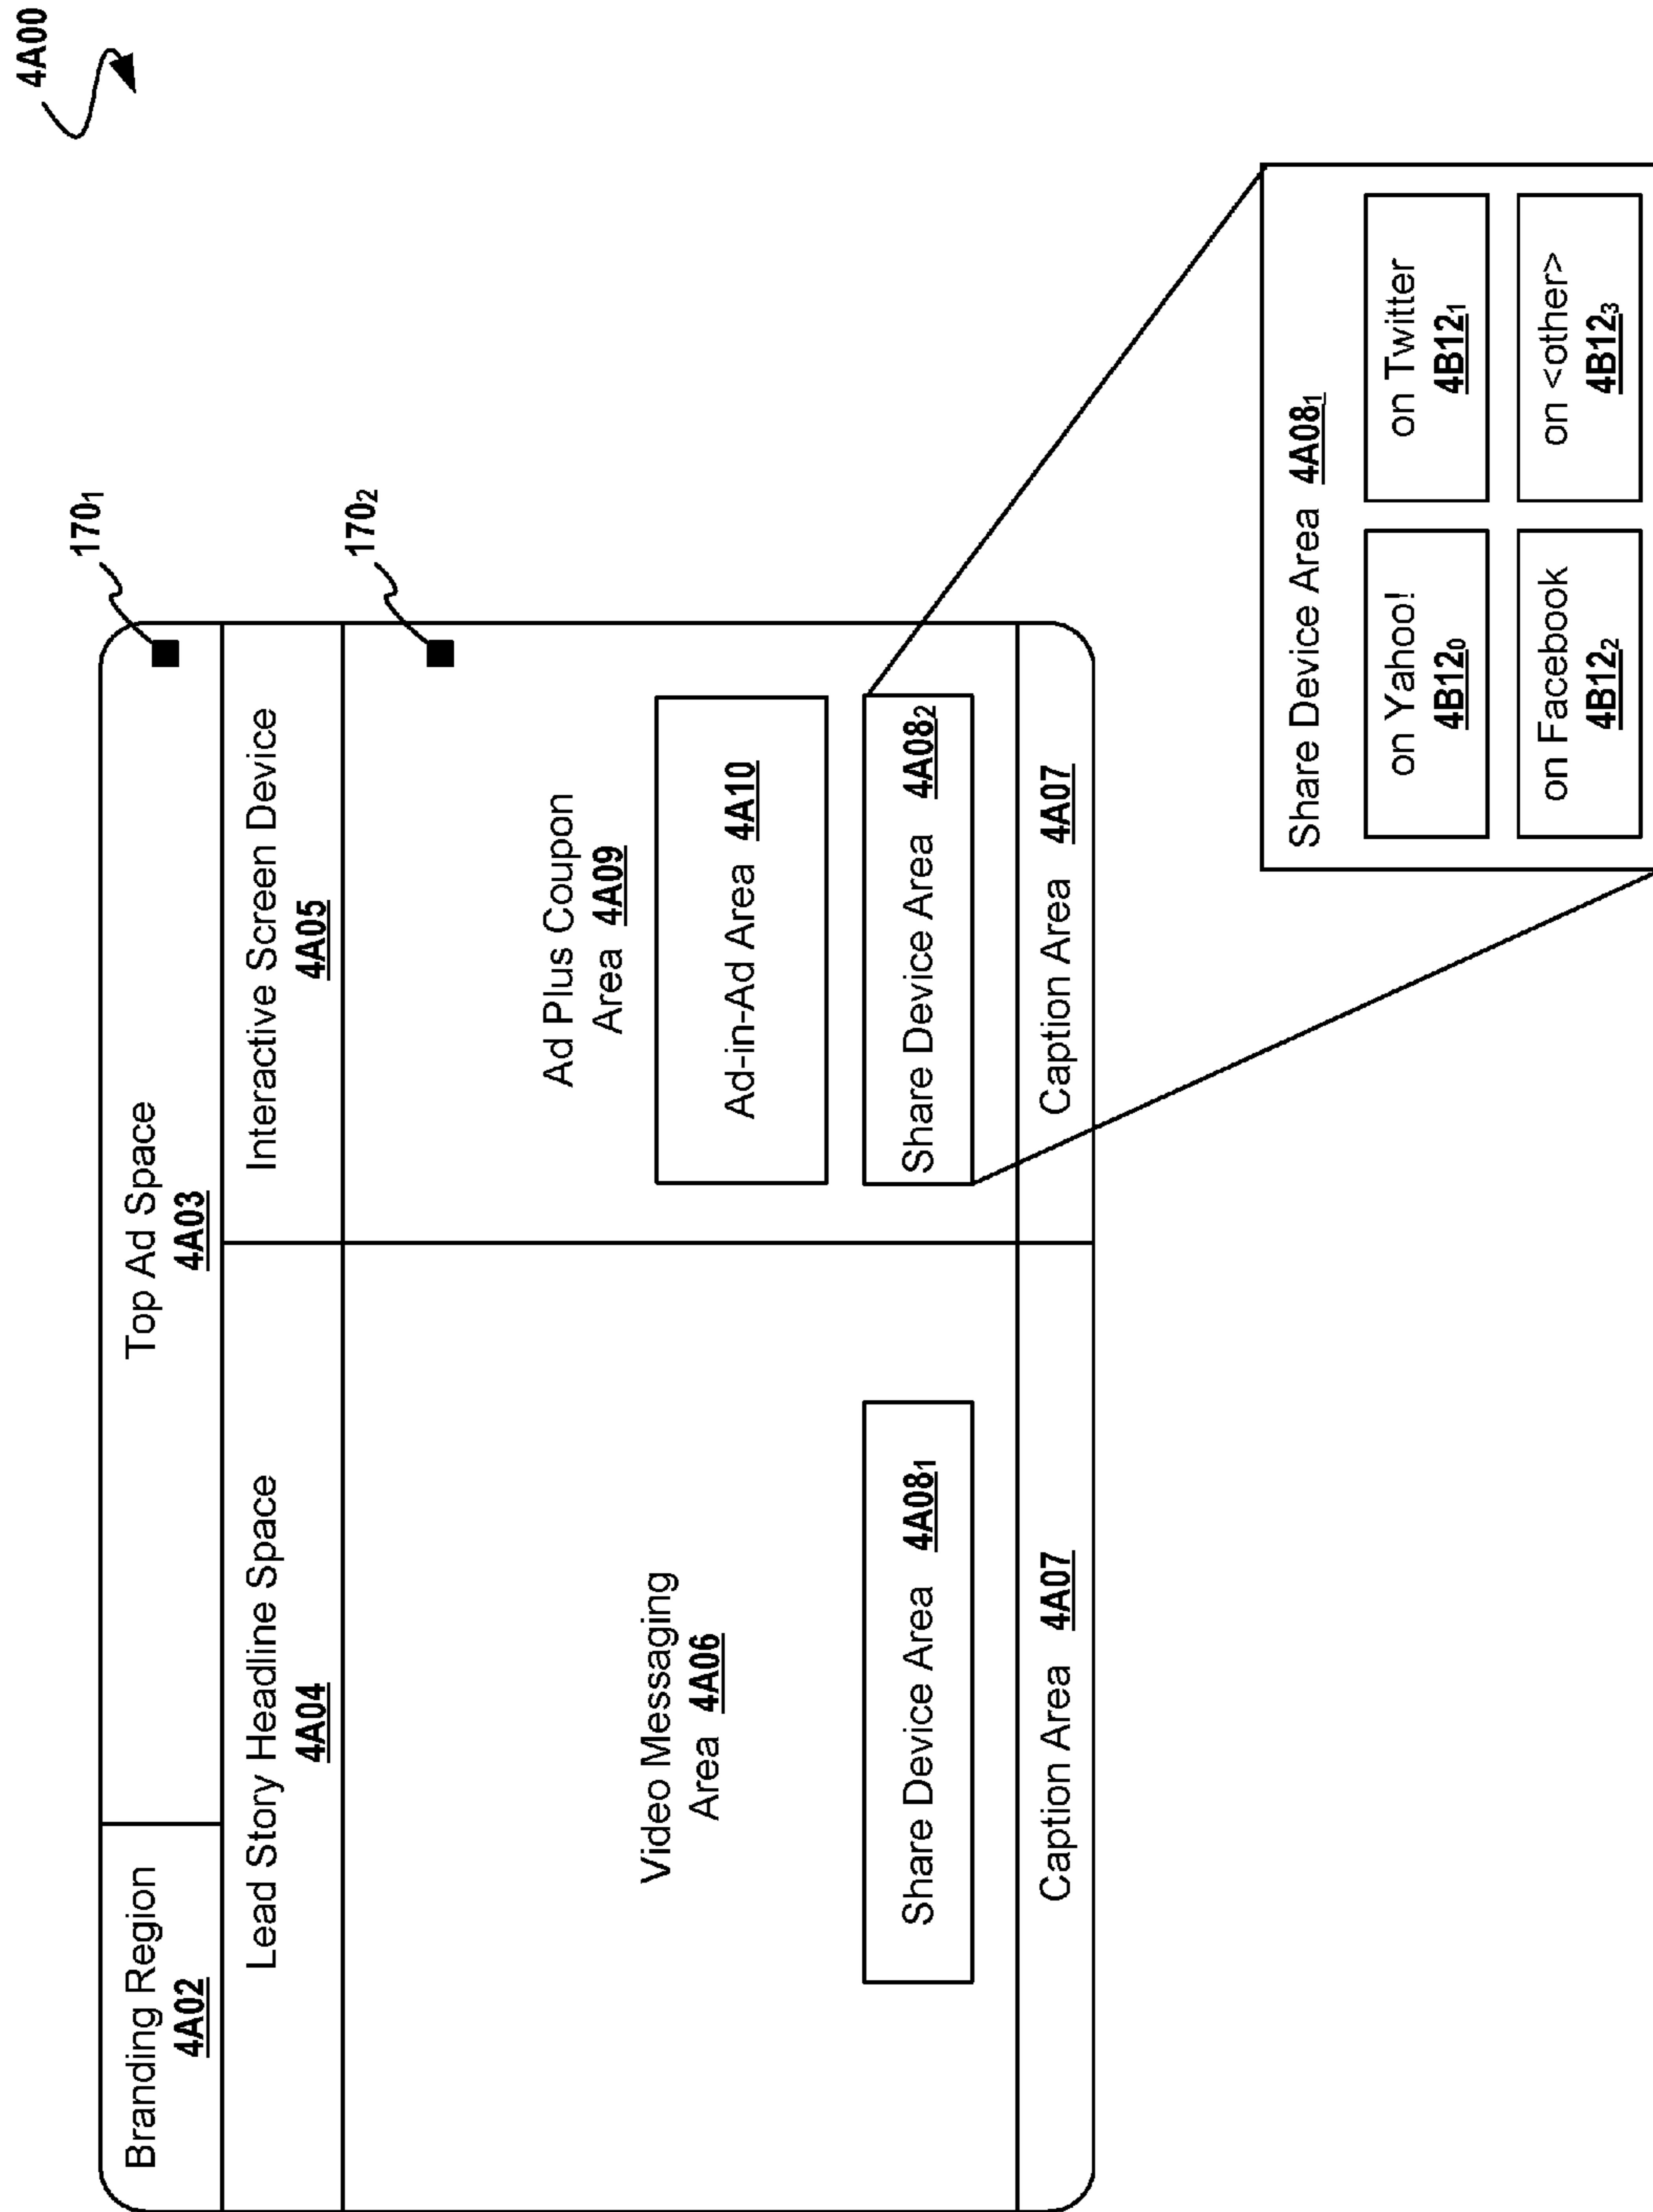 4A00
170₁
Branding Region
4A02
Top Ad Space
4A03
Lead Story Headline Space
4A04
Interactive Screen Device
4A05
170₂
Video Messaging
Area 4A06
Share Device Area 4A08₁
Ad Plus Coupon
Area 4A09
Ad-in-Ad Area 4A10
Share Device Area 4A08₂
Caption Area 4A07
Caption Area 4A07
Share Device Area 4A08₁
on Yahoo!
4B12₀
on Twitter
4B12₁
on Facebook
4B12₂
on <other>
4B12₃